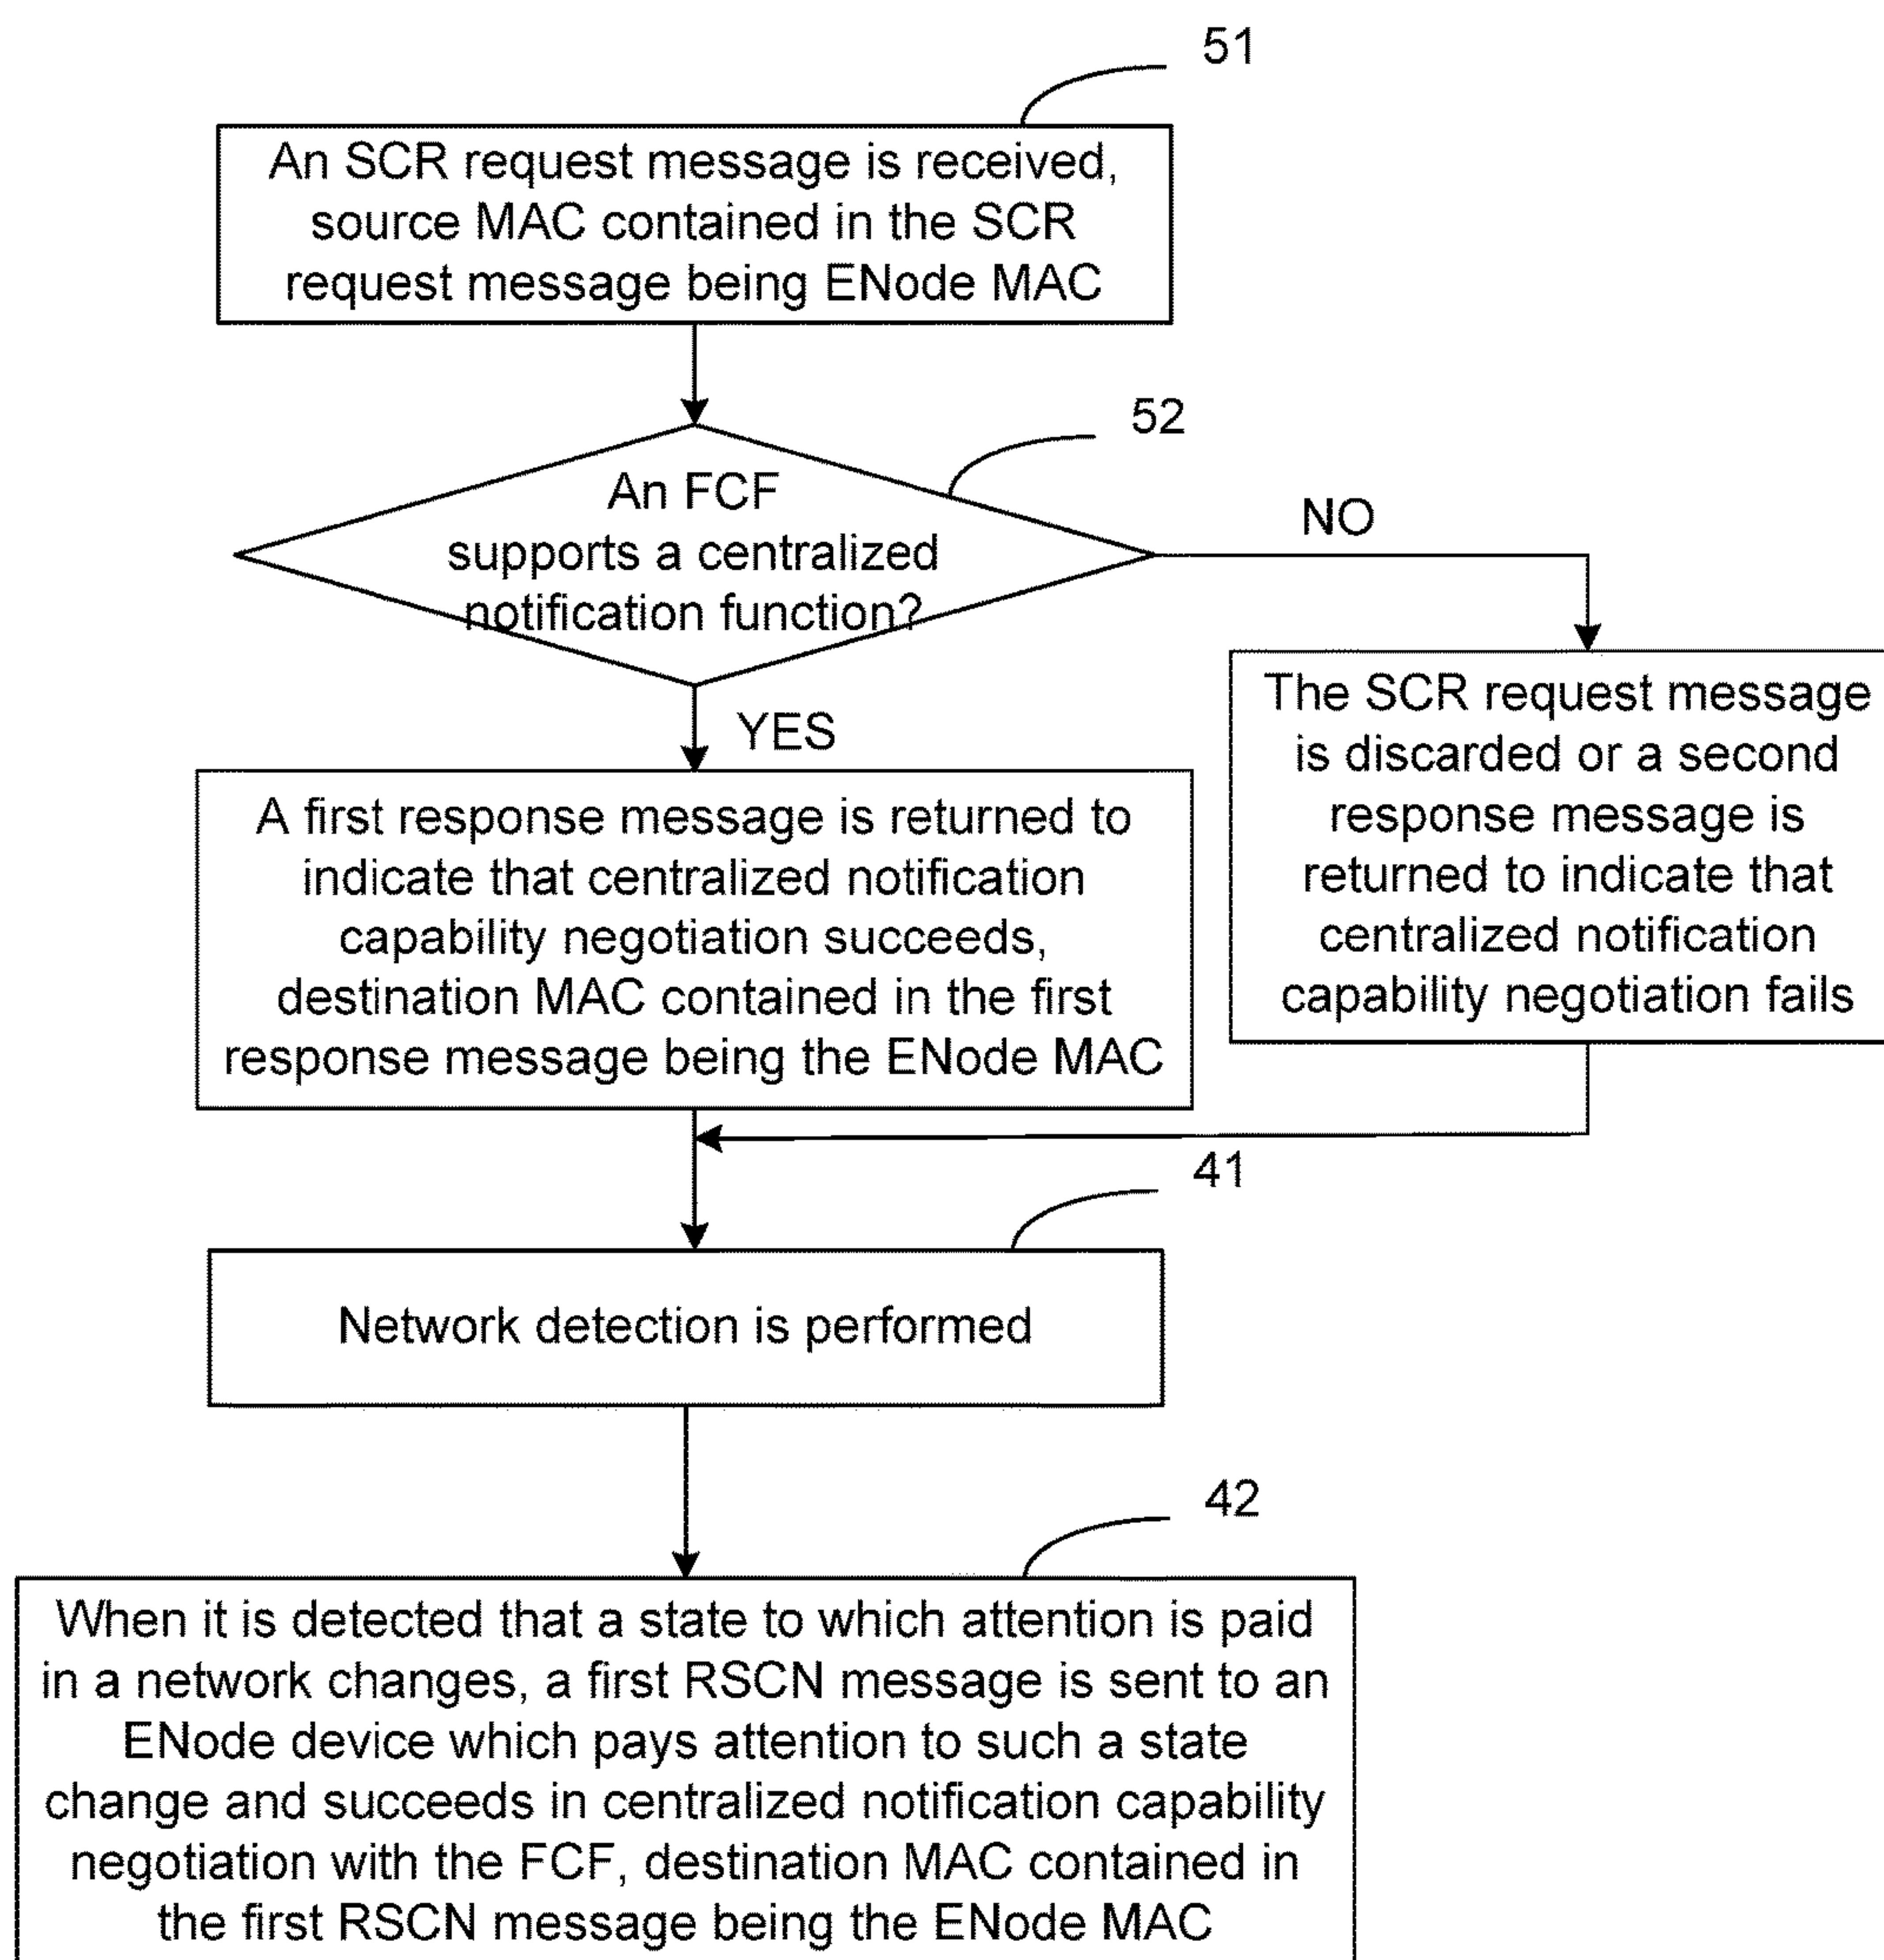 51
An SCR request message is received,
source MAC contained in the SCR
request message being ENode MAC
52
An FCF
supports a centralized
notification function?
NO
YES
The SCR request message
is discarded or a second
response message is
returned to indicate that
centralized notification
capability negotiation fails
A first response message is returned to
indicate that centralized notification
capability negotiation succeeds,
destination MAC contained in the first
response message being the ENode MAC
41
Network detection is performed
42
When it is detected that a state to which attention is paid
in a network changes, a first RSCN message is sent to an
ENode device which pays attention to such a state
change and succeeds in centralized notification capability
negotiation with the FCF, destination MAC contained in
the first RSCN message being the ENode MAC